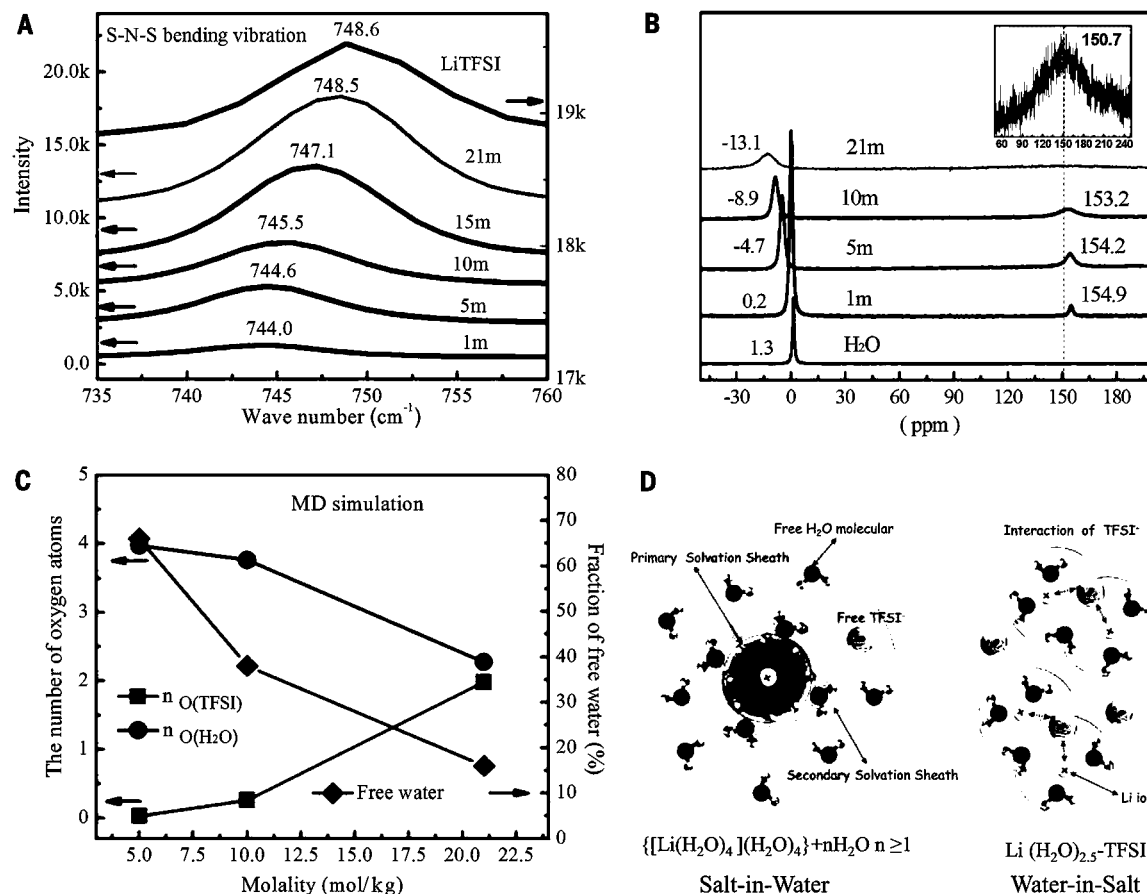 A
S-N-S bending vibration
748.6
LiTFSI
748.5
21m
747.1
15m
745.5
10m
744.6
5m
744.0
1m
20.0k
15.0k
10.0k
5.0k
0.0
Intensity
19k
18k
17k
735 740 745 750 755 760
Wave number (cm⁻¹)
B
150.7
60 90 120 150 180 210 240
-13.1 21m
-8.9 10m 153.2
-4.7 5m 154.2
0.2 1m 154.9
1.3 H₂O
-30 0 30 60 90 120 150 180
( ppm )
C
MD simulation
5
4
3
2
1
0
The number of oxygen atoms
80
70
60
50
40
30
20
10
0
Fraction of free water (%)
n O(TFSI)
n O(H₂O)
Free water
5.0 7.5 10.0 12.5 15.0 17.5 20.0 22.5
Molality (mol/kg)
D
Free H₂O molecular
Primary Solvation Sheath
Free TFSI⁻
Secondary Solvation Sheath
{[Li(H₂O)₄](H₂O)₄}+nH₂O n ≥1
Salt-in-Water
Interaction of TFSI⁻
Li io
Li (H₂O)₂.₅-TFSI
Water-in-Salt